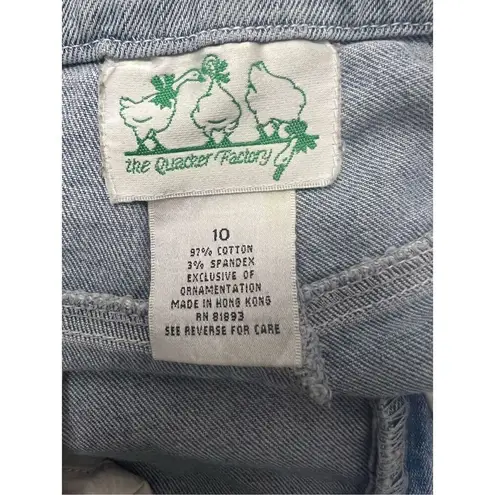 the Quacker Factory
10
97% COTTON
3% SPANDEX
EXCLUSIVE OF
ORNAMENTATION
MADE IN HONG KONG
RN 81893
SEE REVERSE FOR CARE